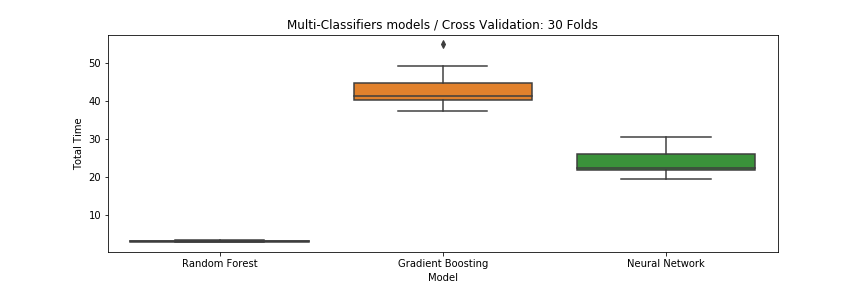 Multi-Classifiers models / Cross Validation: 30 Folds
50
40
30
20
10
Total Time
Random Forest
Gradient Boosting
Neural Network
Model